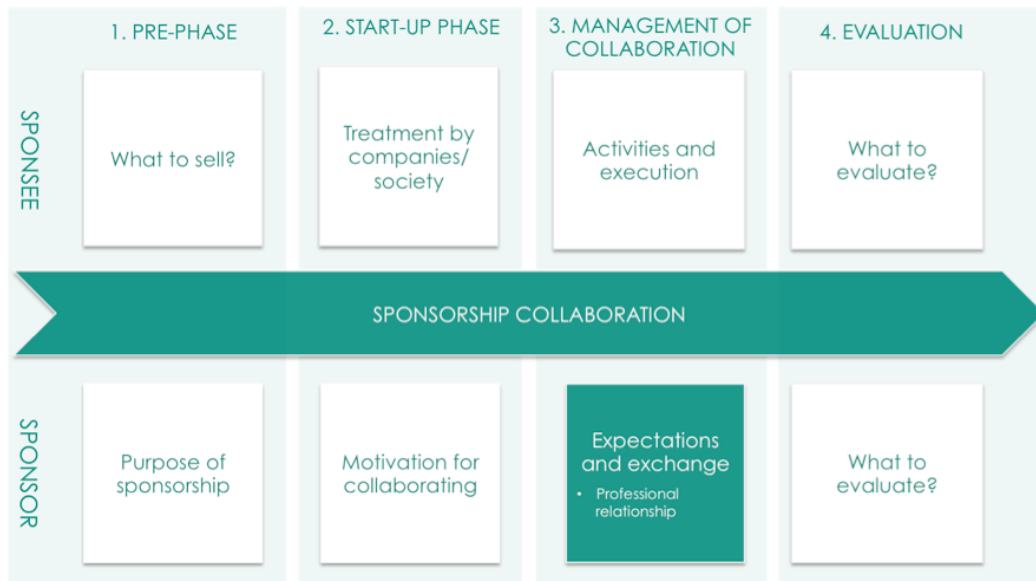 1. PRE-PHASE
2. START-UP PHASE
3. MANAGEMENT OF
COLLABORATION
4. EVALUATION
SPONSEE
What to sell?
Treatment by
companies/
society
Activities and
execution
What to
evaluate?
SPONSORSHIP COLLABORATION
SPONSOR
Purpose of
sponsorship
Motivation for
collaborating
Expectations
and exchange
• Professional
relationship
What to
evaluate?